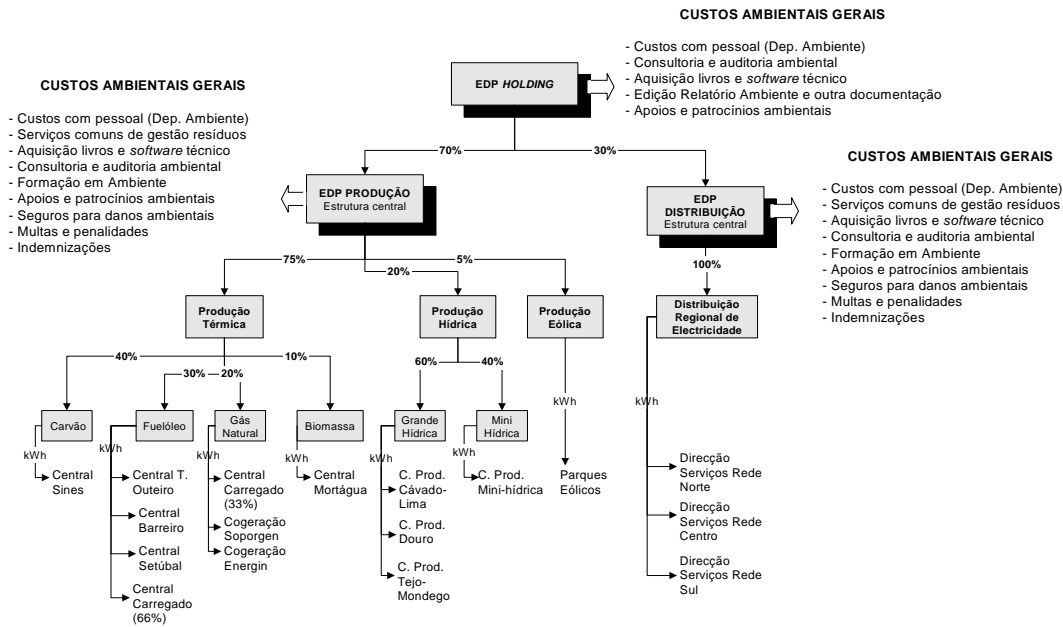 CUSTOS AMBIENTAIS GERAIS
- Custos com pessoal (Dep. Ambiente)
- Consultoria e auditoria ambiental
- Aquisição livros e software técnico
- Edição Relatório Ambiente e outra documentação
- Apoios e patrocínios ambientais
EDP HOLDING
CUSTOS AMBIENTAIS GERAIS
- Custos com pessoal (Dep. Ambiente)
- Serviços comuns de gestão resíduos
- Aquisição livros e software técnico
- Consultoria e auditoria ambiental
- Formação em Ambiente
- Apoios e patrocínios ambientais
- Seguros para danos ambientais
- Multas e penalidades
- Indemnizações
70%
30%
EDP PRODUÇÃO
Estrutura central
EDP
DISTRIBUIÇÃO
Estrutura central
CUSTOS AMBIENTAIS GERAIS
- Custos com pessoal (Dep. Ambiente)
- Serviços comuns de gestão resíduos
- Aquisição livros e software técnico
- Consultoria e auditoria ambiental
- Formação em Ambiente
- Apoios e patrocínios ambientais
- Seguros para danos ambientais
- Multas e penalidades
- Indemnizações
75%
20%
5%
100%
Produção
Térmica
Produção
Hídrica
Produção
Eólica
Distribuição
Regional de
Electricidade
40%
30%
20%
10%
60%
40%
kWh
kWh
Carvão
Fuelóleo
Gás
Natural
Biomassa
Grande
Hídrica
Mini
Hídrica
kWh
kWh
kWh
kWh
kWh
kWh
Central
Sines
Central T.
Outeiro
Central
Barreiro
Central
Setúbal
Central
Carregado
(66%)
Central
Carregado
(33%)
Cogeração
Soporgen
Cogeração
Energin
Central
Mortágua
C. Prod.
Cávado-
Lima
C. Prod.
Douro
C. Prod.
Tejo-
Mondego
C. Prod.
Mini-hídrica
Parques
Eólicos
Direcção
Serviços Rede
Norte
Direcção
Serviços Rede
Centro
Direcção
Serviços Rede
Sul